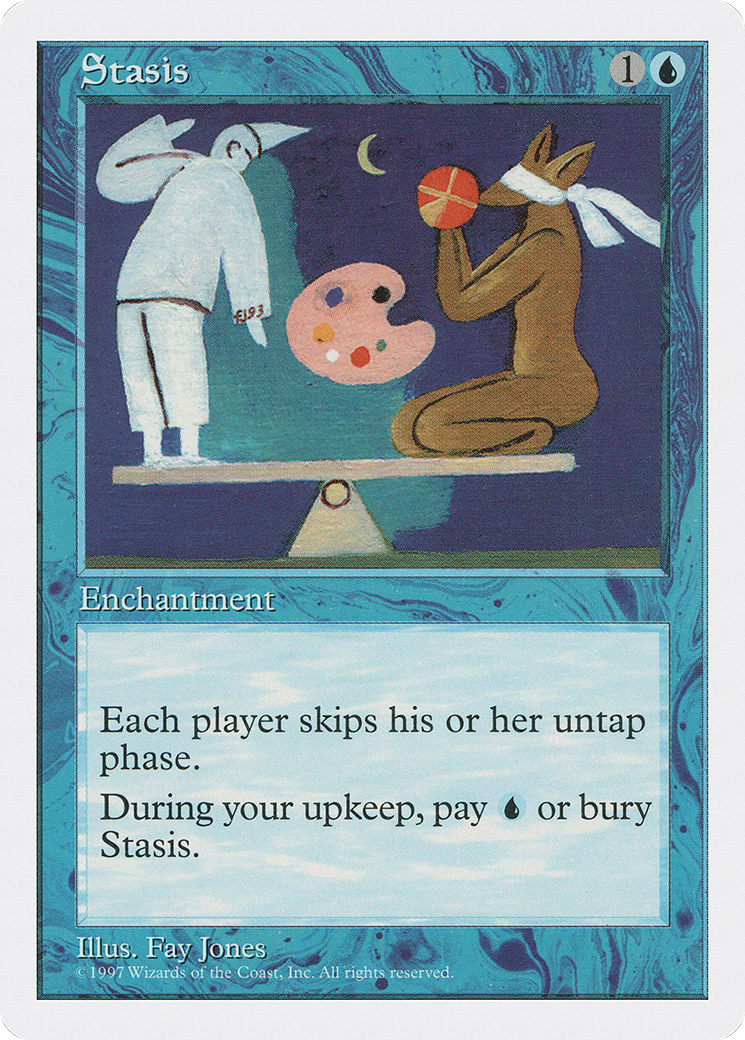 Stasis 1
FJ93
Enchantment
Each player skips his or her untap
phase.
During your upkeep, pay or bury
Stasis.
Illus. Fay Jones
©1997 Wizards of the Coast, Inc. All rights reserved.